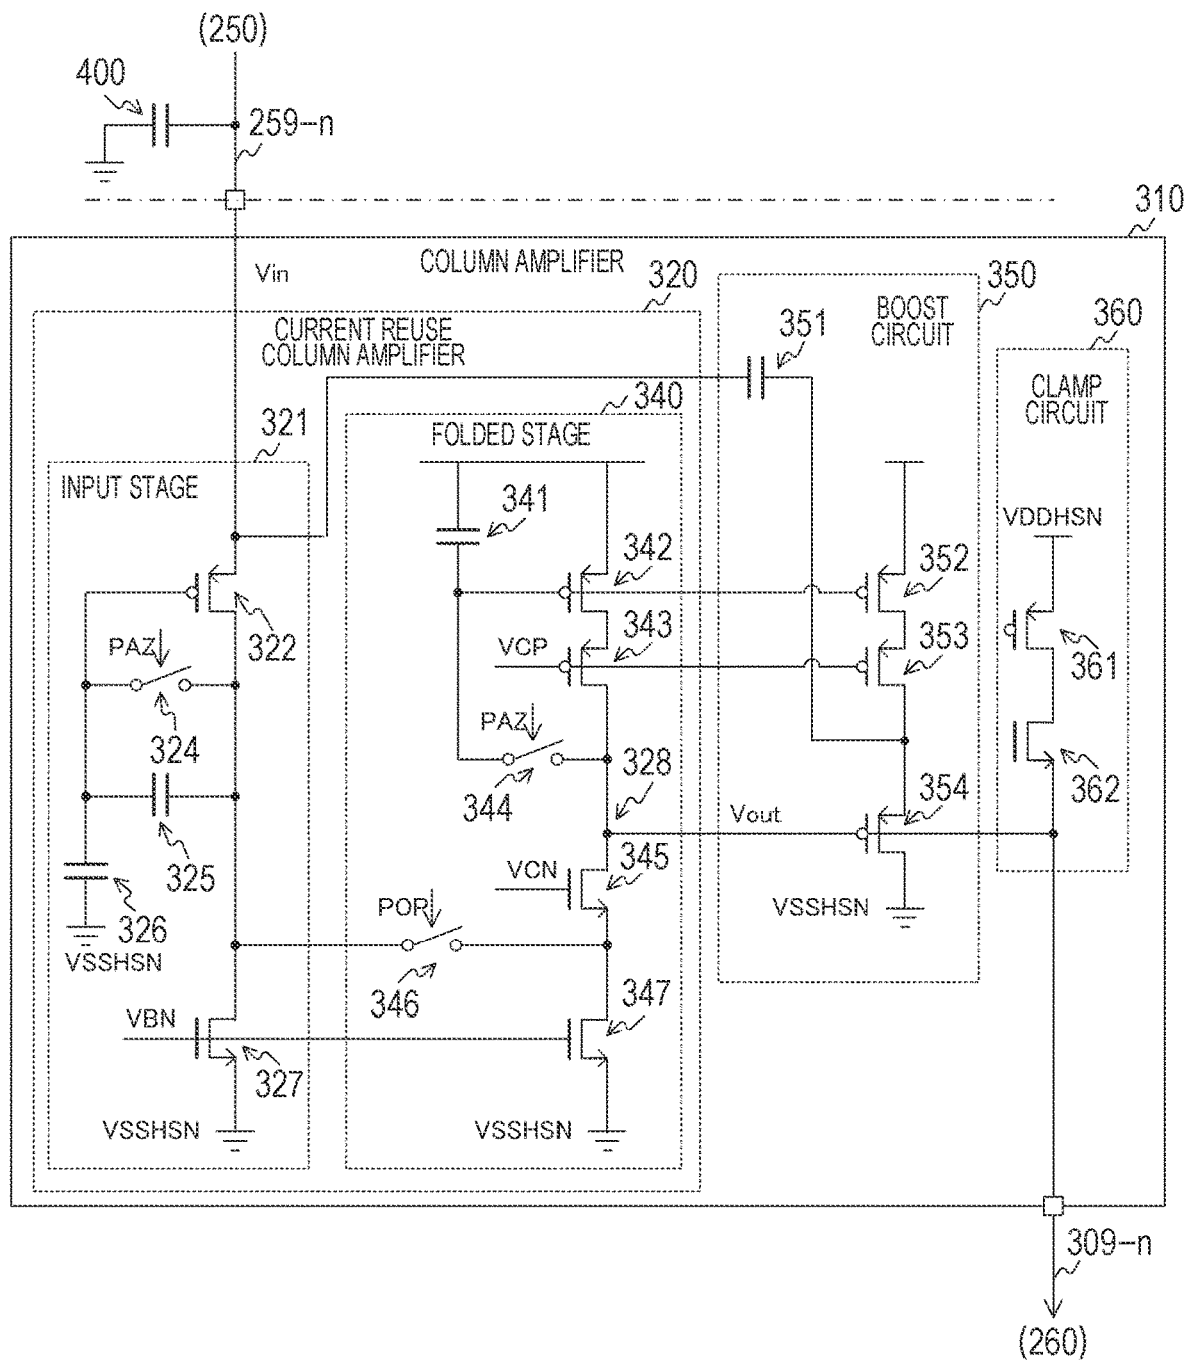 (250)
400
259-n
310
COLUMN AMPLIFIER
Vin
320
350
CURRENT REUSE
COLUMN AMPLIFIER
BOOST
CIRCUIT
351
360
340
CLAMP
CIRCUIT
321
FOLDED STAGE
INPUT STAGE
341
VDDHSN
342
352
322
343
353
361
PAZ
VCP
324
PAZ
344
328
362
Vout
354
325
326
VCN
345
VSSHSN
POR
VSSHSN
346
347
VBN
327
VSSHSN
VSSHSN
309-n
(260)